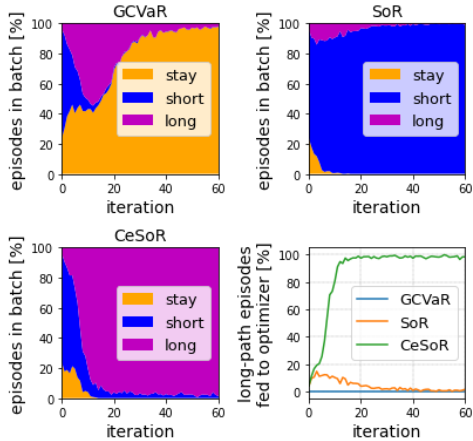 GCVaR
episodes in batch [%]
100
80
60
40
20
0
stay
short
long
0 20 40 60
iteration
SoR
episodes in batch [%]
100
80
60
40
20
0
stay
short
long
0 20 40 60
iteration
CeSoR
episodes in batch [%]
100
80
60
40
20
0
stay
short
long
0 20 40 60
iteration
long-path episodes
fed to optimizer [%]
100
80
60
40
20
0
GCVaR
SoR
CeSoR
0 20 40 60
iteration